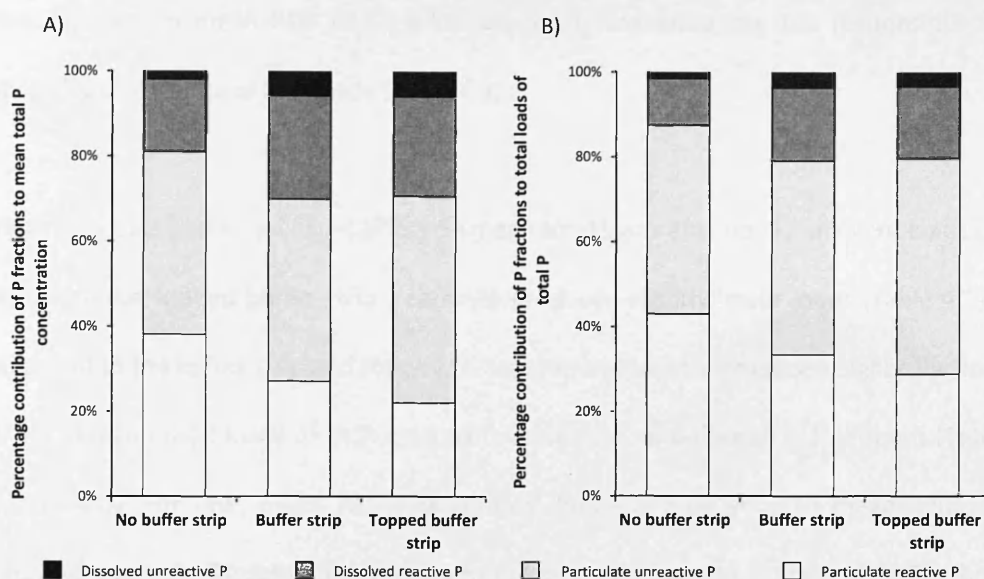 A)
B)
Percentage contribution of P fractions to mean total P
concentration
100%
80%
60%
40%
20%
0%
No buffer strip
Buffer strip
Topped buffer
strip
Percentage contribution of P fractions to total loads of
total P
100%
80%
60%
40%
20%
0%
No buffer strip
Buffer strip
Topped buffer
strip
Dissolved unreactive P
Dissolved reactive P
Particulate unreactive P
Particulate reactive P